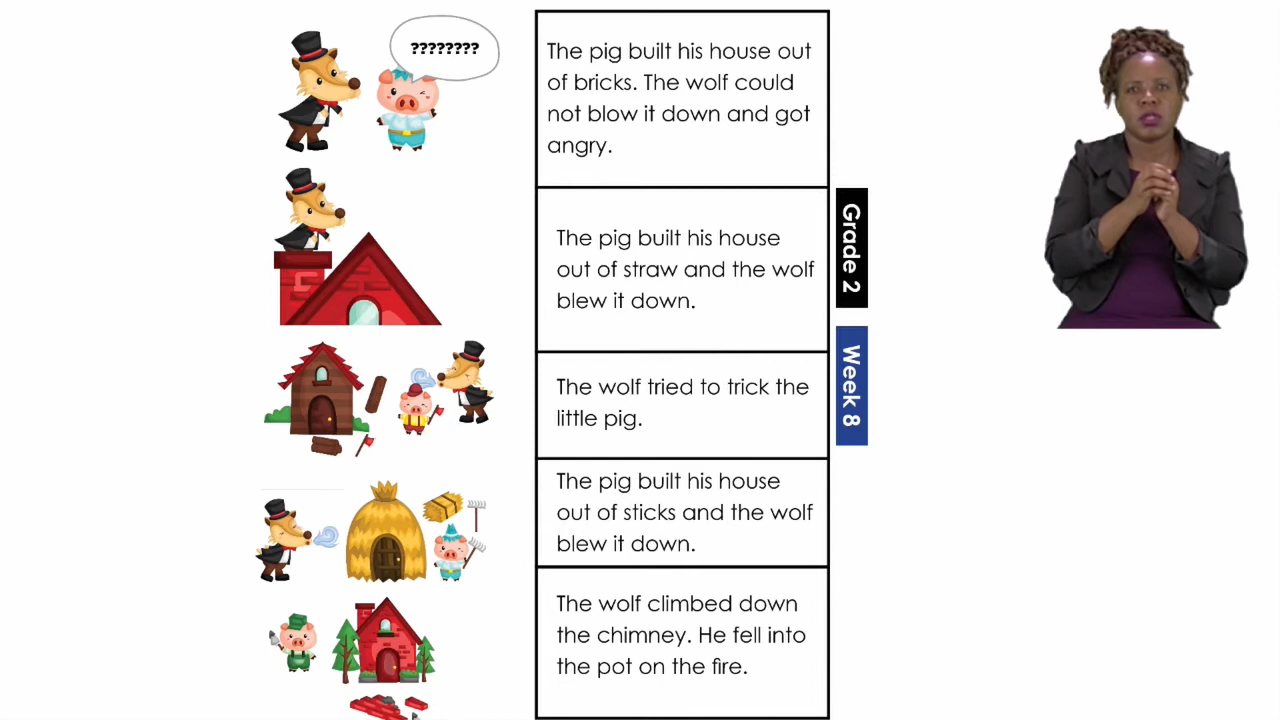 ????????
The pig built his house out
of bricks. The wolf could
not blow it down and got
angry.
The pig built his house
out of straw and the wolf
blew it down.
The wolf tried to trick the
little pig.
The pig built his house
out of sticks and the wolf
blew it down.
The wolf climbed down
the chimney. He fell into
the pot on the fire.
Grade 2
Week 8